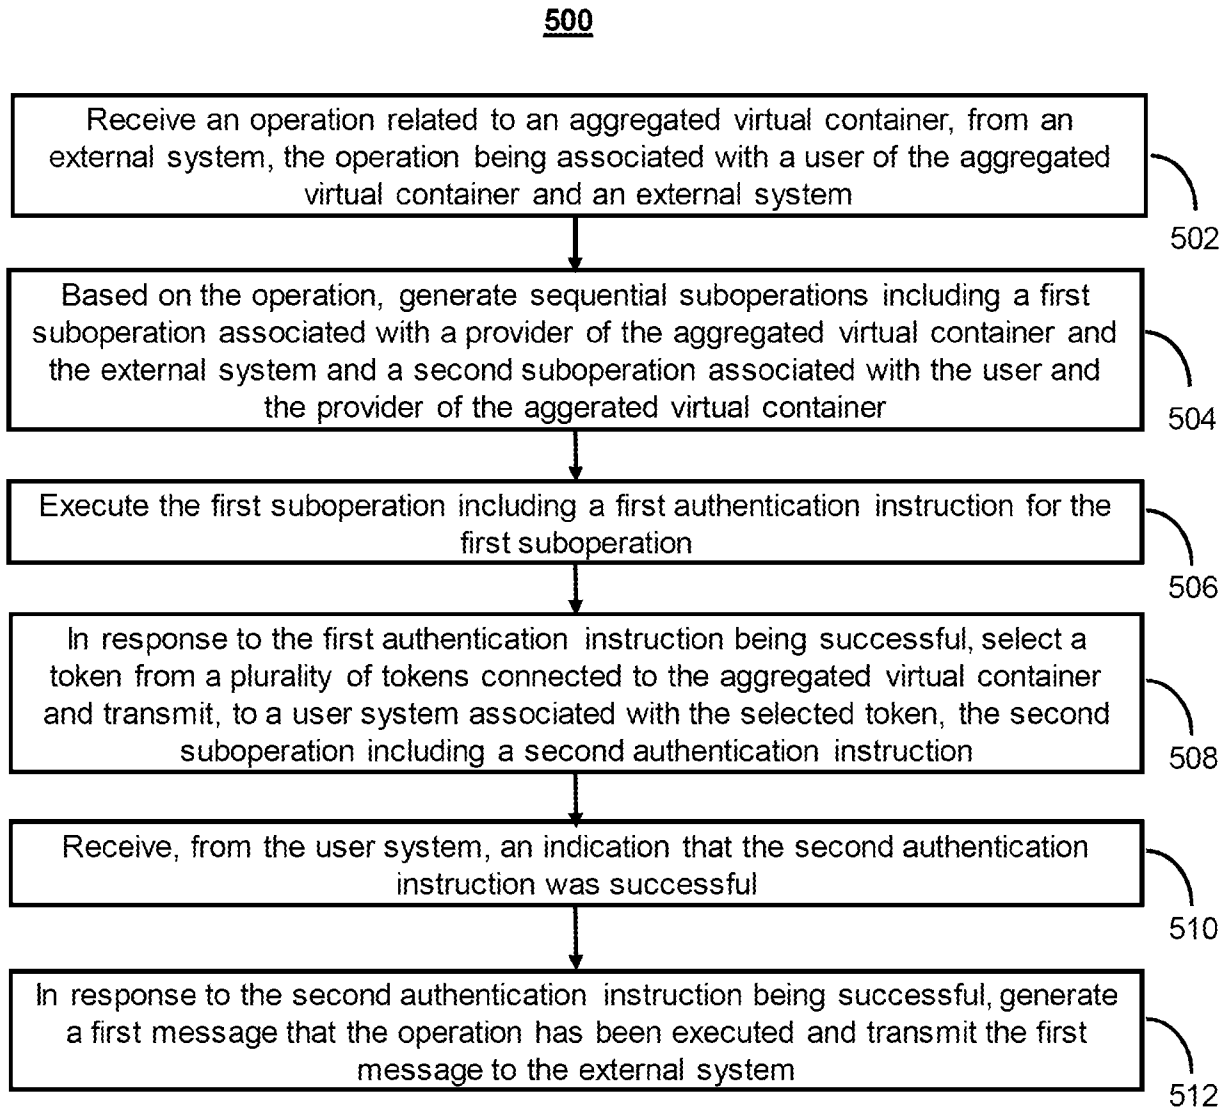 500
Receive an operation related to an aggregated virtual container, from an
external system, the operation being associated with a user of the aggregated
virtual container and an external system
502
Based on the operation, generate sequential suboperations including a first
suboperation associated with a provider of the aggregated virtual container and
the external system and a second suboperation associated with the user and
the provider of the aggerated virtual container
504
Execute the first suboperation including a first authentication instruction for the
first suboperation
506
In response to the first authentication instruction being successful, select a
token from a plurality of tokens connected to the aggregated virtual container
and transmit, to a user system associated with the selected token, the second
suboperation including a second authentication instruction
508
Receive, from the user system, an indication that the second authentication
instruction was successful
510
In response to the second authentication instruction being successful, generate
a first message that the operation has been executed and transmit the first
message to the external system
512